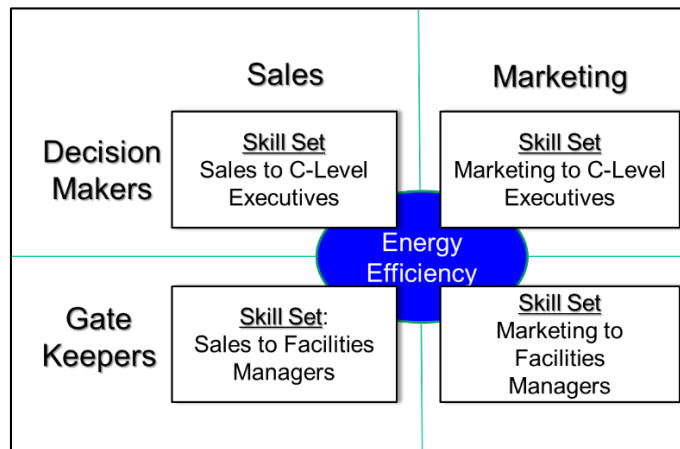 Sales
Marketing
Decision
Makers
Skill Set
Sales to C-Level
Executives
Skill Set
Marketing to C-Level
Executives
Energy
Efficiency
Gate
Keepers
Skill Set:
Sales to Facilities
Managers
Skill Set
Marketing to
Facilities
Managers